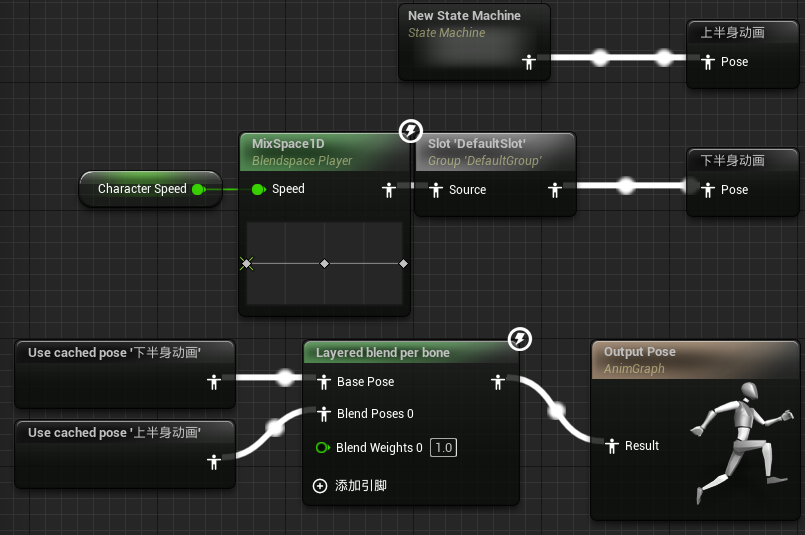 New State Machine
State Machine
上半身动画
Pose
MixSpace1D
Blendspace Player
Slot 'DefaultSlot'
Group 'DefaultGroup'
下半身动画
Character Speed
Speed
Source
Pose
Use cached pose '下半身动画'
Layered blend per bone
Output Pose
AnimGraph
Base Pose
Blend Poses 0
Use cached pose '上半身动画'
Blend Weights 0 1.0
Result
添加引脚